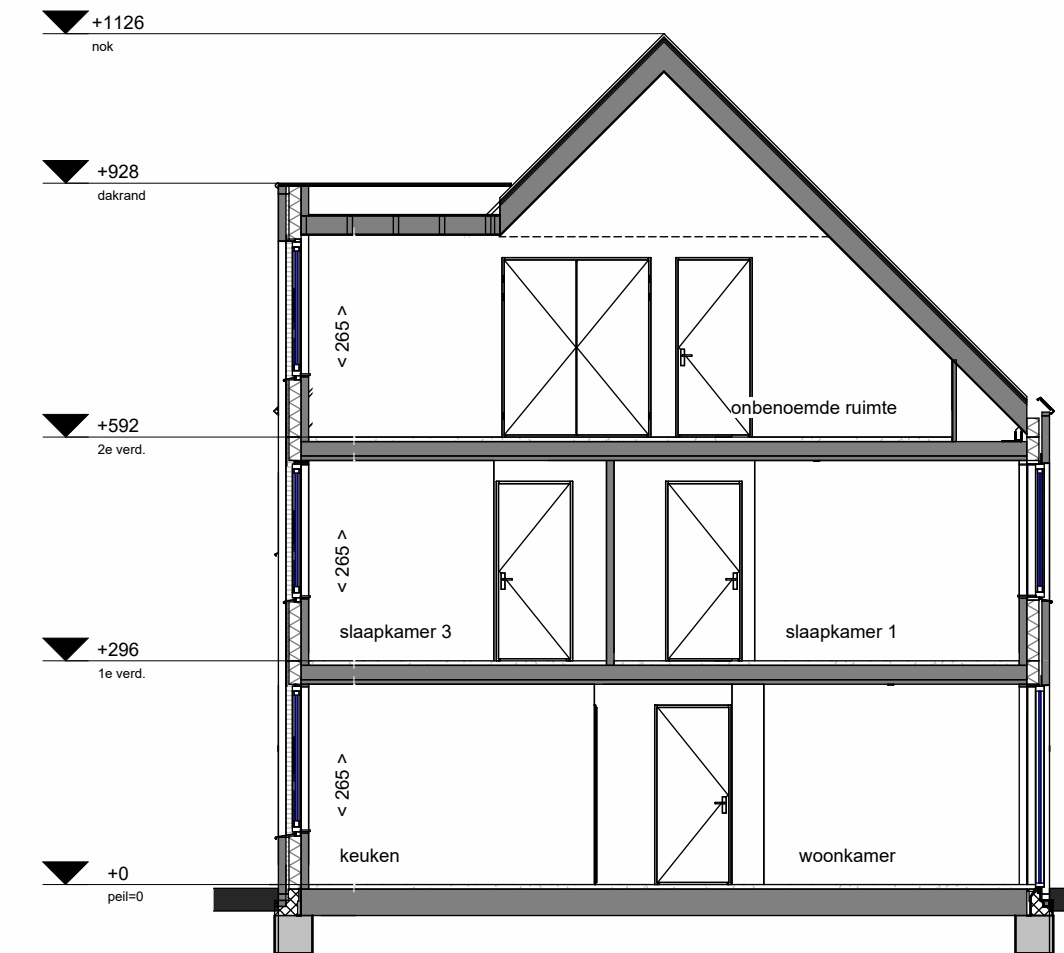 +1126
nok
+928
dakrand
< 265 >
onbenoemde ruimte
+592
2e verd.
< 265 >
slaapkamer 3
slaapkamer 1
+296
1e verd.
< 265 >
keuken
woonkamer
+0
peil=0